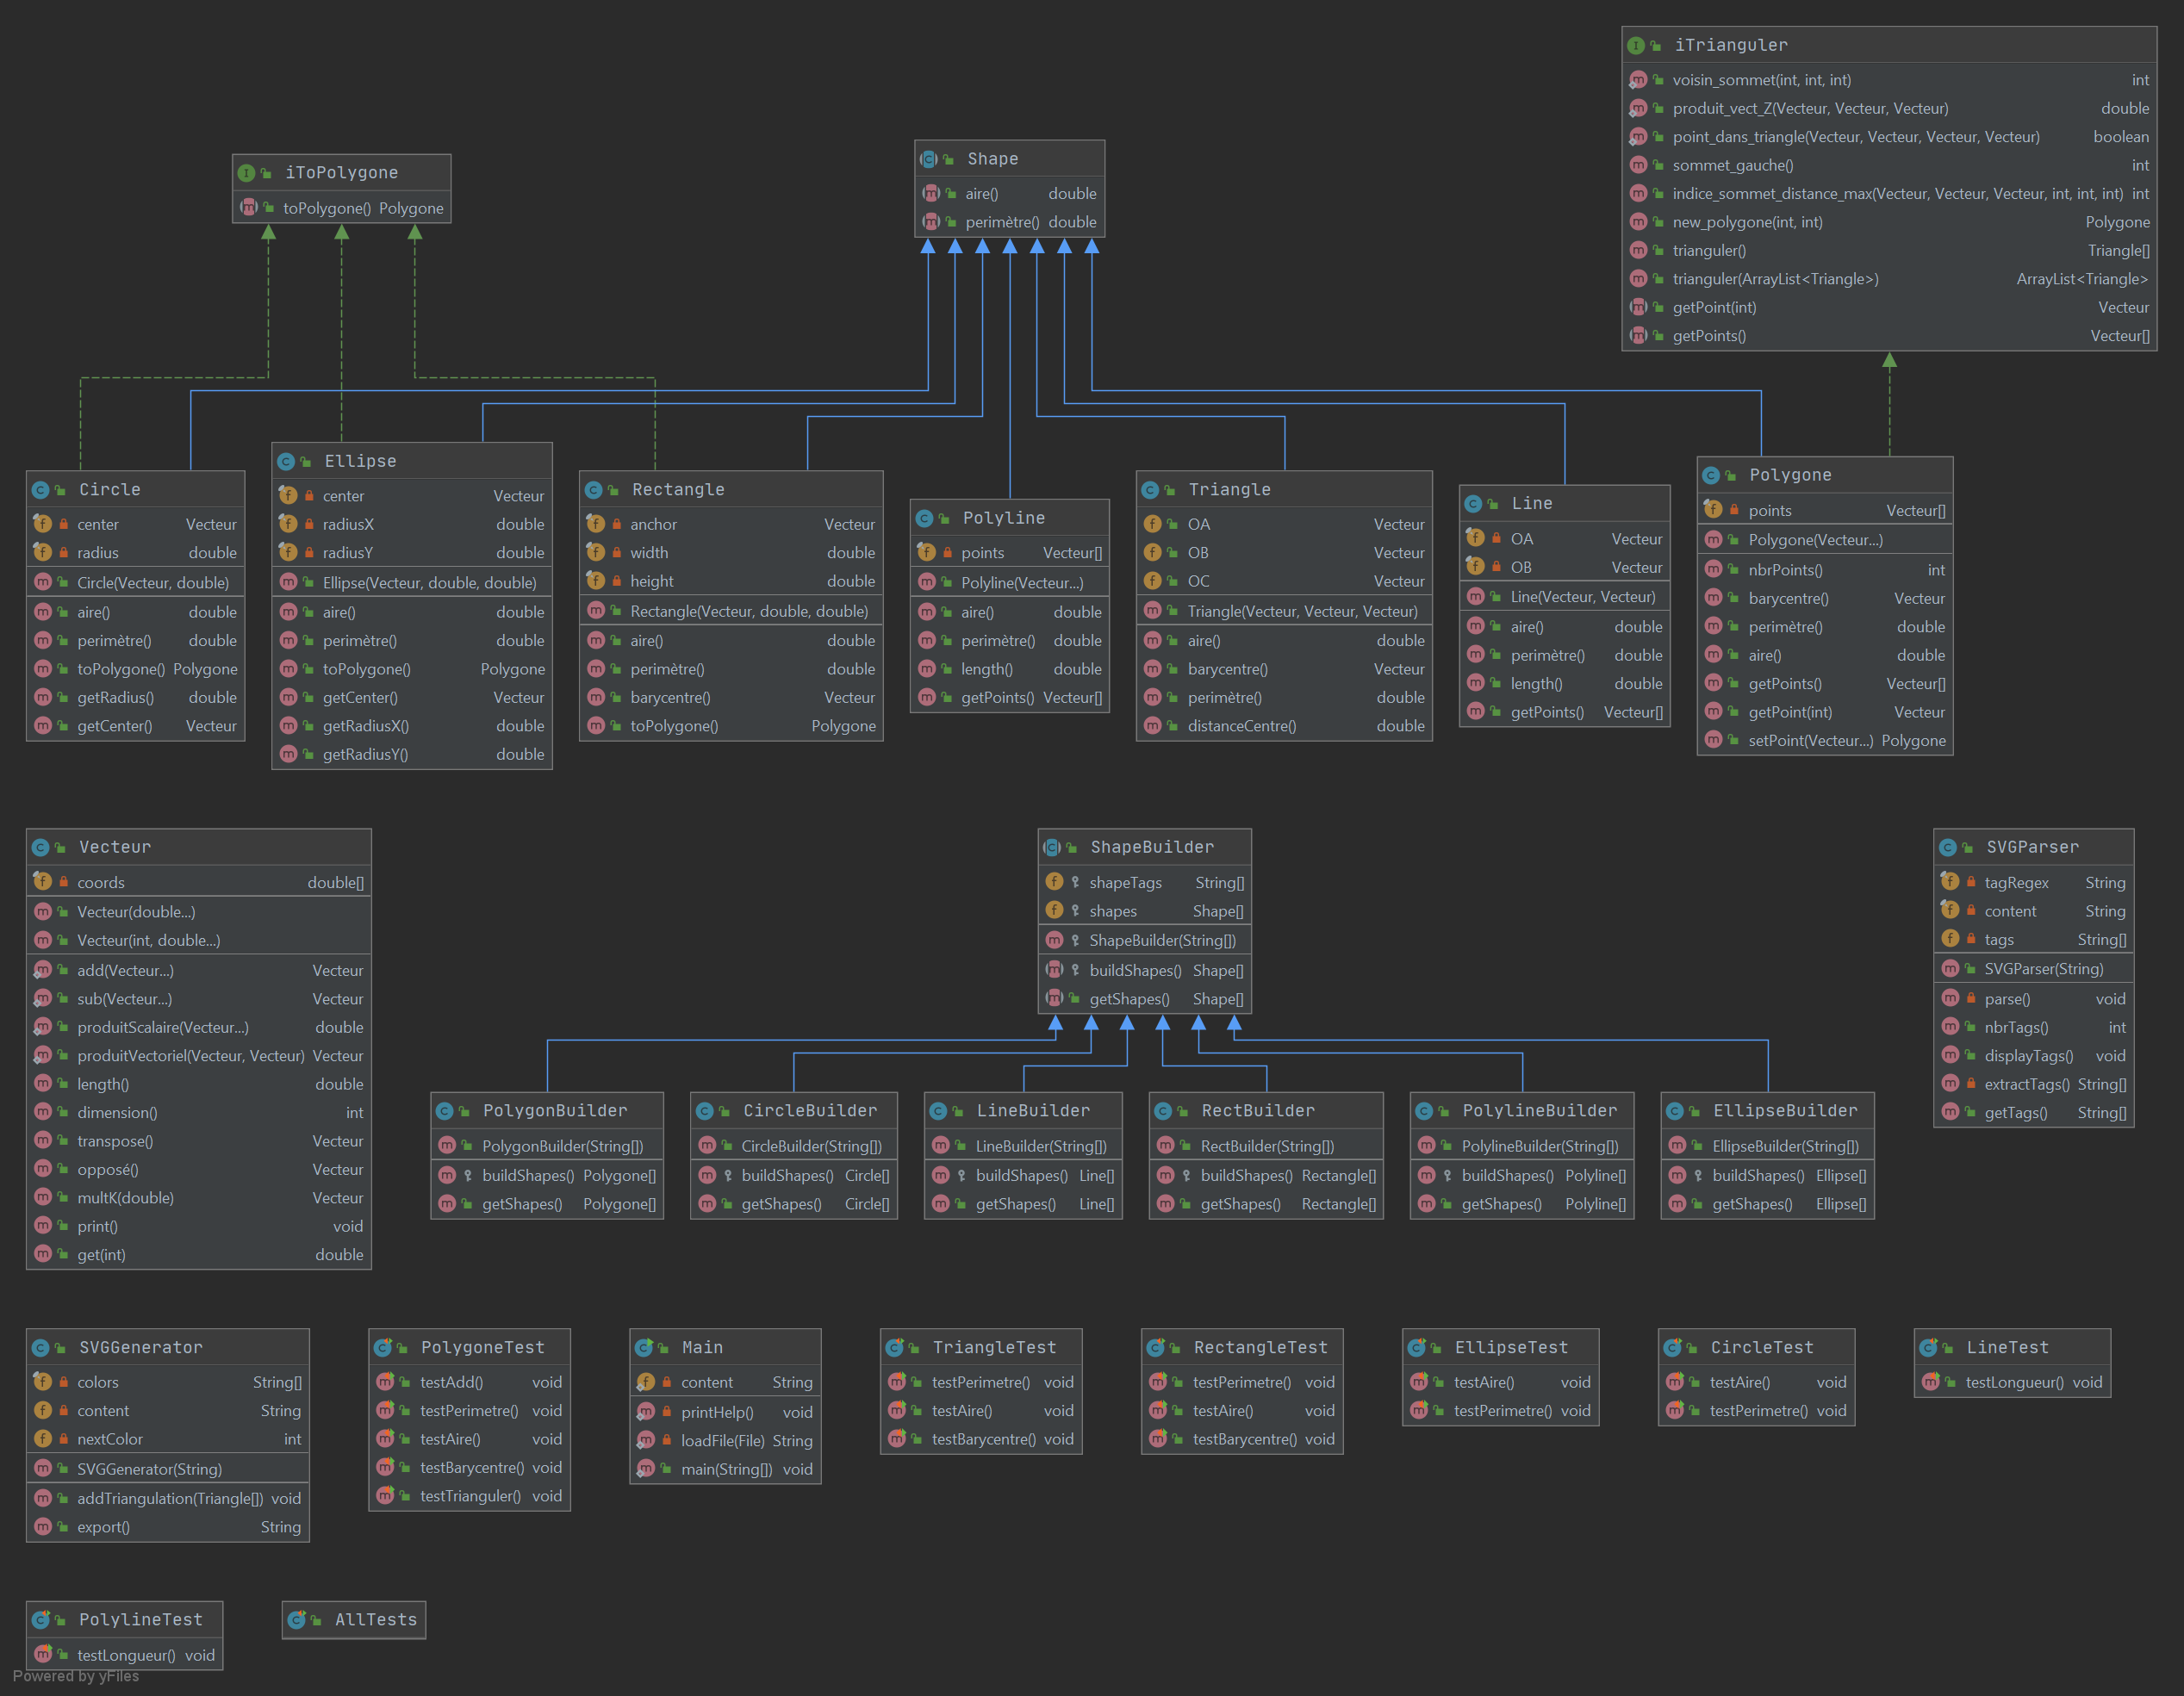 iTrianguler
voisin_sommet(int, int, int) int
produit_vect_Z(Vecteur, Vecteur, Vecteur) double
point_dans_triangle(Vecteur, Vecteur, Vecteur, Vecteur) boolean
sommet_gauche() int
indice_sommet_distance_max(Vecteur, Vecteur, Vecteur, int, int, int) int
new_polygone(int, int) Polygone
trianguler() Triangle[]
trianguler(ArrayList<Triangle>) ArrayList<Triangle>
getPoint(int) Vecteur
getPoints() Vecteur[]
iToPolygone
toPolygone() Polygone
Shape
aire() double
perimètre() double
Circle
center Vecteur
radius double
Circle(Vecteur, double)
aire() double
perimètre() double
toPolygone() Polygone
getRadius() double
getCenter() Vecteur
Ellipse
center Vecteur
radiusX double
radiusY double
Ellipse(Vecteur, double, double)
aire() double
perimètre() double
toPolygone() Polygone
getCenter() Vecteur
getRadiusX() double
getRadiusY() double
Rectangle
anchor Vecteur
width double
height double
Rectangle(Vecteur, double, double)
aire() double
perimètre() double
barycentre() Vecteur
toPolygone() Polygone
Polyline
points Vecteur[]
Polyline(Vecteur...)
aire() double
perimètre() double
length() double
getPoints() Vecteur[]
Triangle
OA Vecteur
OB Vecteur
OC Vecteur
Triangle(Vecteur, Vecteur, Vecteur)
aire() double
barycentre() Vecteur
perimètre() double
distanceCentre() double
Line
OA Vecteur
OB Vecteur
Line(Vecteur, Vecteur)
aire() double
perimètre() double
length() double
getPoints() Vecteur[]
Polygone
points Vecteur[]
Polygone(Vecteur...)
nbrPoints() int
barycentre() Vecteur
perimètre() double
aire() double
getPoints() Vecteur[]
getPoint(int) Vecteur
setPoint(Vecteur...) Polygone
Vecteur
coords double[]
Vecteur(double...)
Vecteur(int, double...)
add(Vecteur...) Vecteur
sub(Vecteur...) Vecteur
produitScalaire(Vecteur...) double
produitVectoriel(Vecteur, Vecteur) Vecteur
length() double
dimension() int
transpose() Vecteur
opposé() Vecteur
multK(double) Vecteur
print() void
get(int) double
ShapeBuilder
shapeTags String[]
shapes Shape[]
ShapeBuilder(String[])
buildShapes() Shape[]
getShapes() Shape[]
SVGParser
tagRegex String
content String
tags String[]
SVGParser(String)
parse() void
nbrTags() int
displayTags() void
extractTags() String[]
getTags() String[]
PolygonBuilder
PolygonBuilder(String[])
buildShapes() Polygone[]
getShapes() Polygone[]
CircleBuilder
CircleBuilder(String[])
buildShapes() Circle[]
getShapes() Circle[]
LineBuilder
LineBuilder(String[])
buildShapes() Line[]
getShapes() Line[]
RectBuilder
RectBuilder(String[])
buildShapes() Rectangle[]
getShapes() Rectangle[]
PolylineBuilder
PolylineBuilder(String[])
buildShapes() Polyline[]
getShapes() Polyline[]
EllipseBuilder
EllipseBuilder(String[])
buildShapes() Ellipse[]
getShapes() Ellipse[]
SVGGenerator
colors String[]
content String
nextColor int
SVGGenerator(String)
addTriangulation(Triangle[]) void
export() String
PolygoneTest
testAdd() void
testPerimetre() void
testAire() void
testBarycentre() void
testTrianguler() void
Main
content String
printHelp() void
loadFile(File) String
main(String[]) void
TriangleTest
testPerimetre() void
testAire() void
testBarycentre() void
RectangleTest
testPerimetre() void
testAire() void
testBarycentre() void
EllipseTest
testAire() void
testPerimetre() void
CircleTest
testAire() void
testPerimetre() void
LineTest
testLongueur() void
PolylineTest
testLongueur() void
AllTests
Powered by yFiles